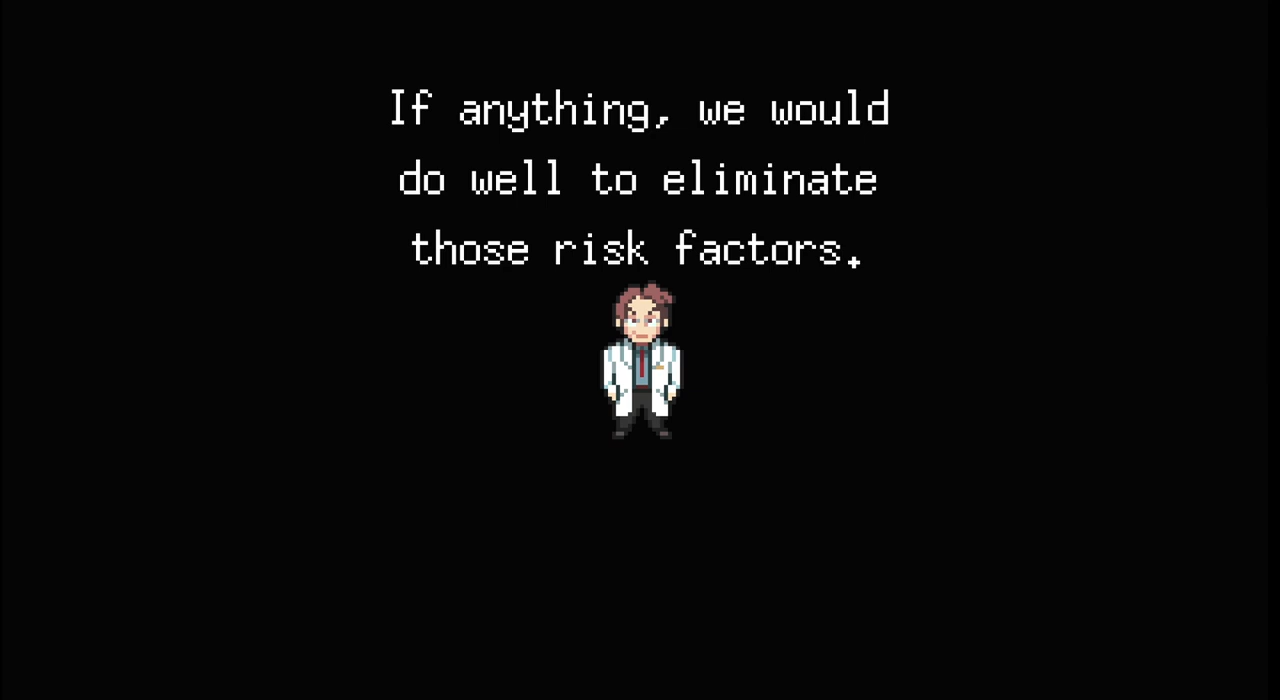 If anything, we would
do well to eliminate
those risk factors.